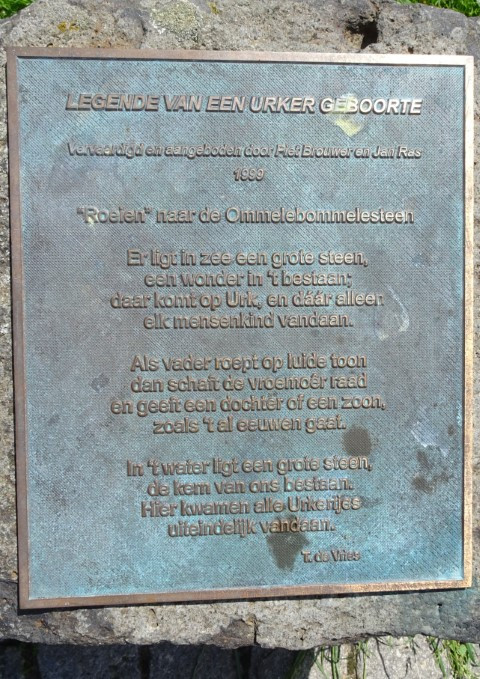 LEGENDE VAN EEN URKER GEBOORTE
Vervaardigd en aangeboden door Piet Brouwer en Jan Ras
1999
"Roeien" naar de Ommelebommelesteen
Er ligt in zee een grote steen,
een wonder in 't bestaan;
daar komt op Urk, en dáár alleen
elk mensenkind vandaan.
Als vader roept op luide toon
dan schaft de vroemoër raad
en geeft een dochter of een zoon,
zoals 't al eeuwen gaat.
In 't water ligt een grote steen,
de kern van ons bestaan.
Hier kwamen alle Urkertjes
uiteindelijk vandaan.
T. de Vries